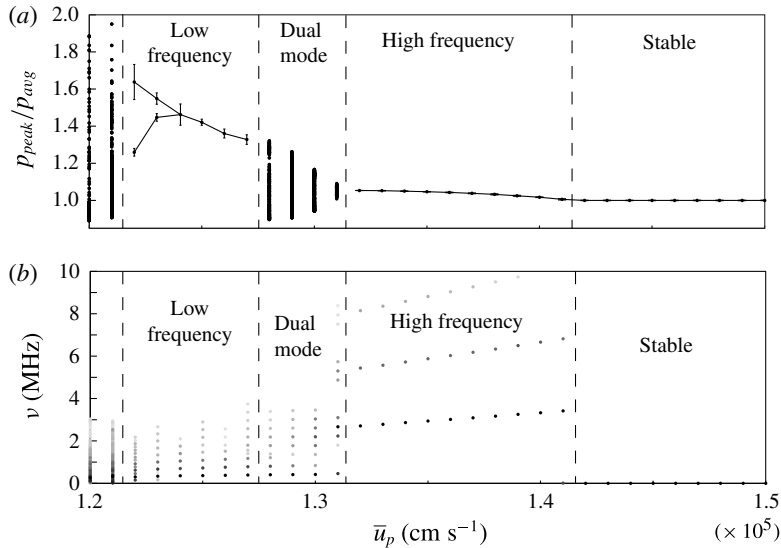 (a)
2.0
1.8
1.6
1.4
1.2
1.0
p_peak/p_avg
Low frequency
Dual mode
High frequency
Stable
(b)
10
8
6
4
2
0
ν (MHz)
Low frequency
Dual mode
High frequency
Stable
1.2
1.3
1.4
1.5
u̅_p (cm s⁻¹)
(× 10⁵)